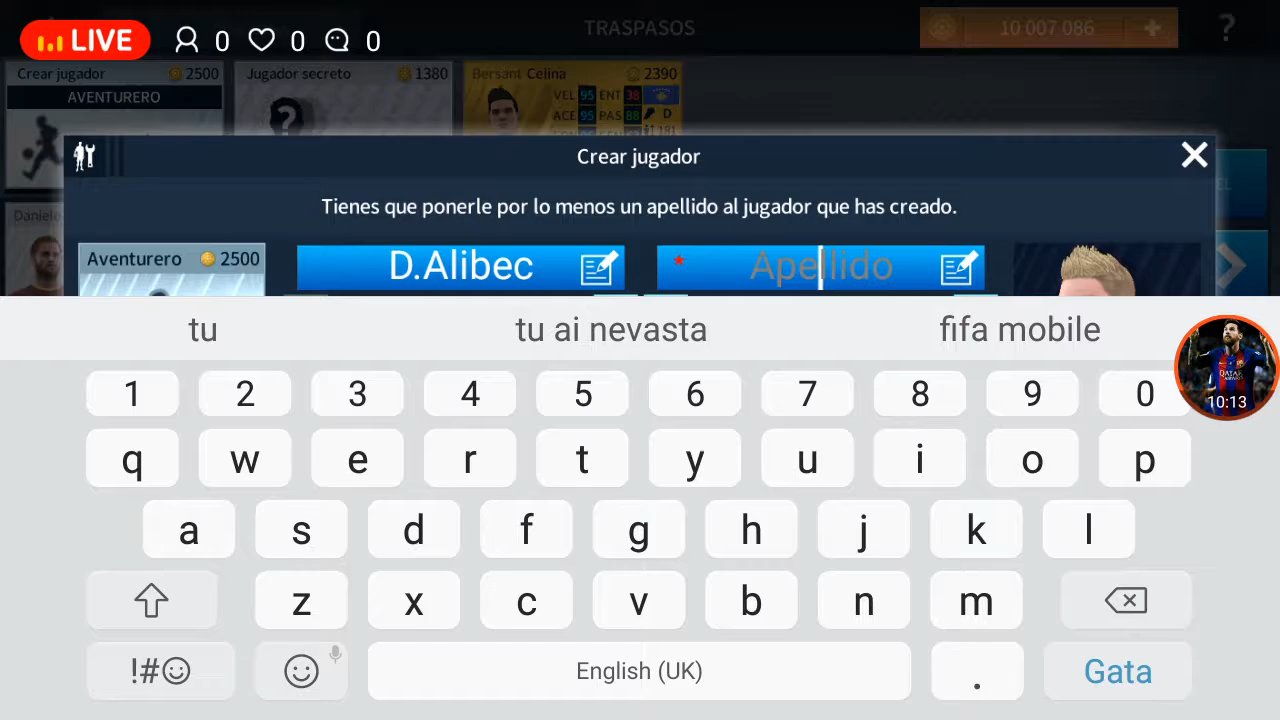 LIVE 0 0 0
TRASPASOS
10 007 086 + ?
Crear jugador 2500
AVENTURERO
Jugador secreto 1380
?
Bersant Celina 2390
VEL 95 ENT 38
ACE 95 PAS 88 D
181
Crear jugador
Tienes que ponerle por lo menos un apellido al jugador que has creado.
Aventurero 2500
D.Alibec
* Apellido
tu
tu ai nevasta
fifa mobile
10:13
1 2 3 4 5 6 7 8 9 0
q w e r t y u i o p
a s d f g h j k l
z x c v b n m
!#☺ English (UK) . Gata